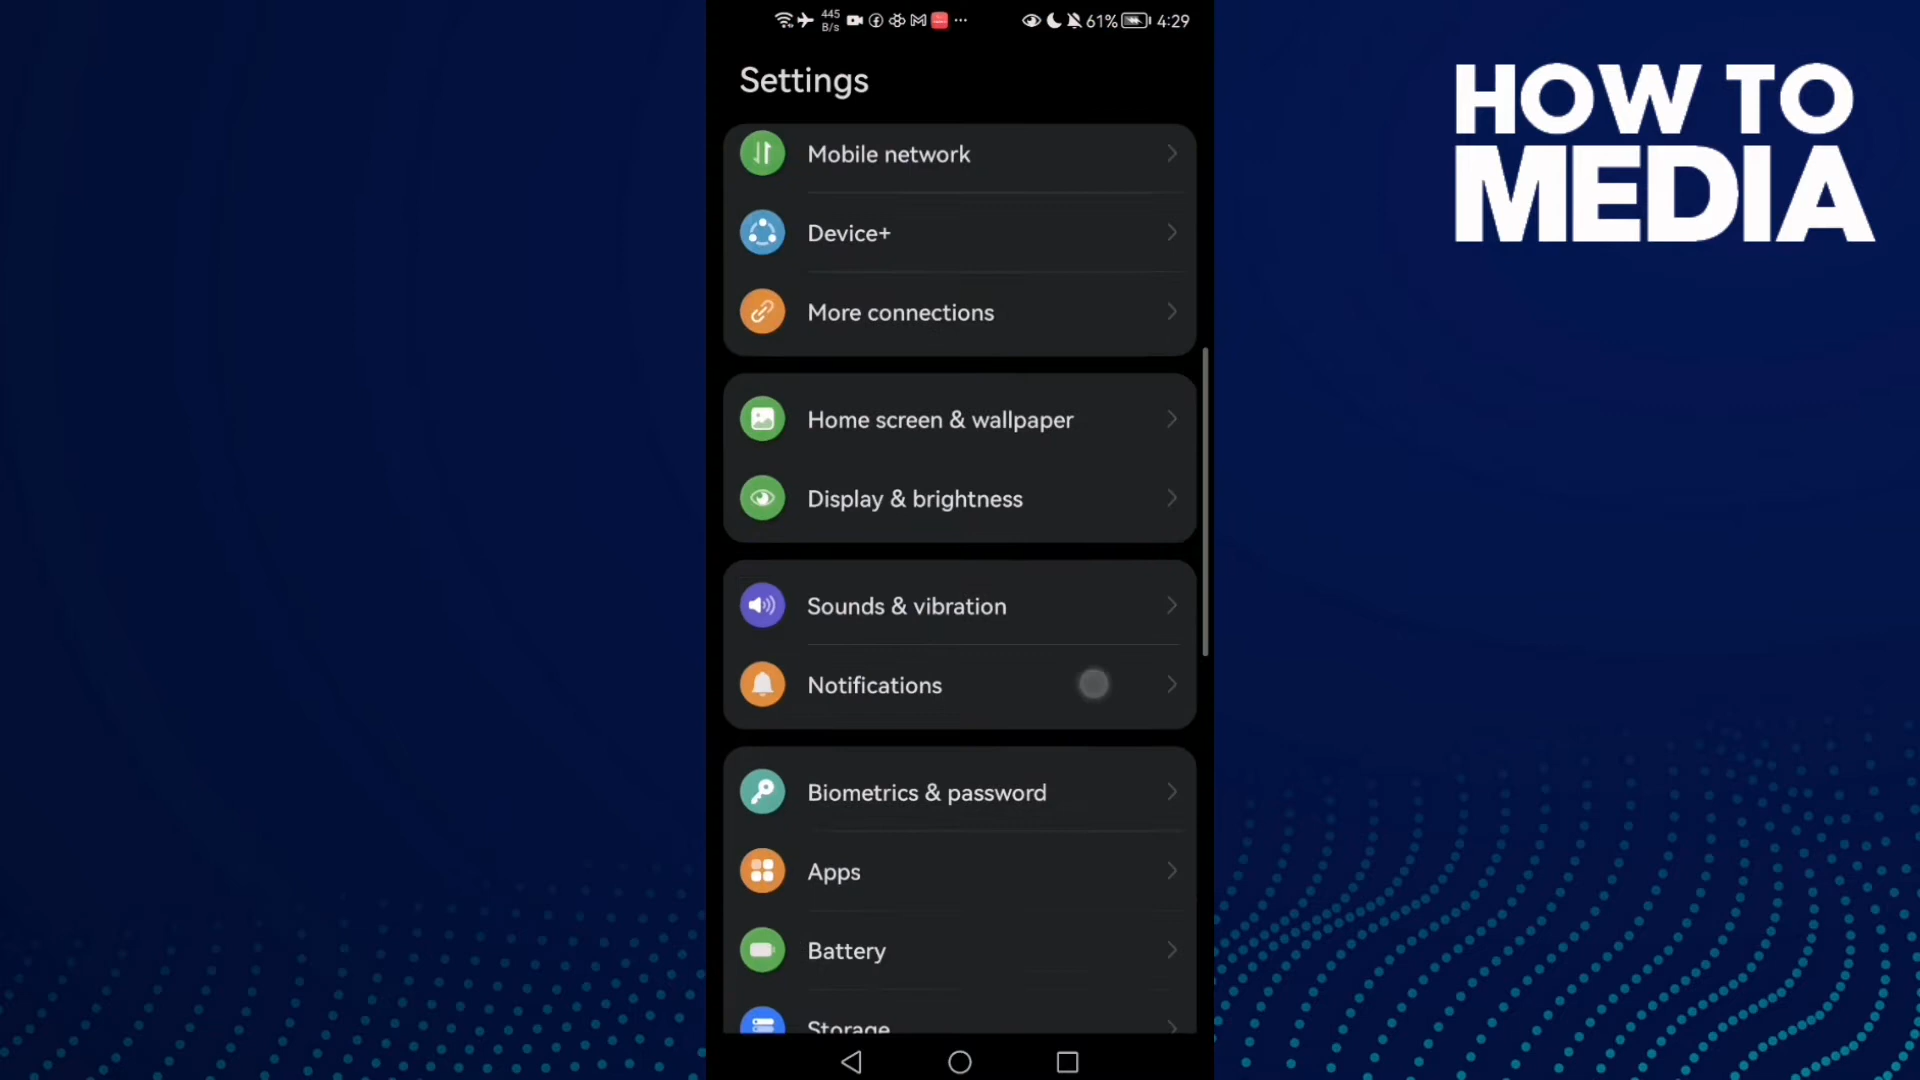 445
B/s
61%
4:29
HOW TO
MEDIA
Settings
Mobile network
Device+
More connections
Home screen & wallpaper
Display & brightness
Sounds & vibration
Notifications
Biometrics & password
Apps
Battery
Storage